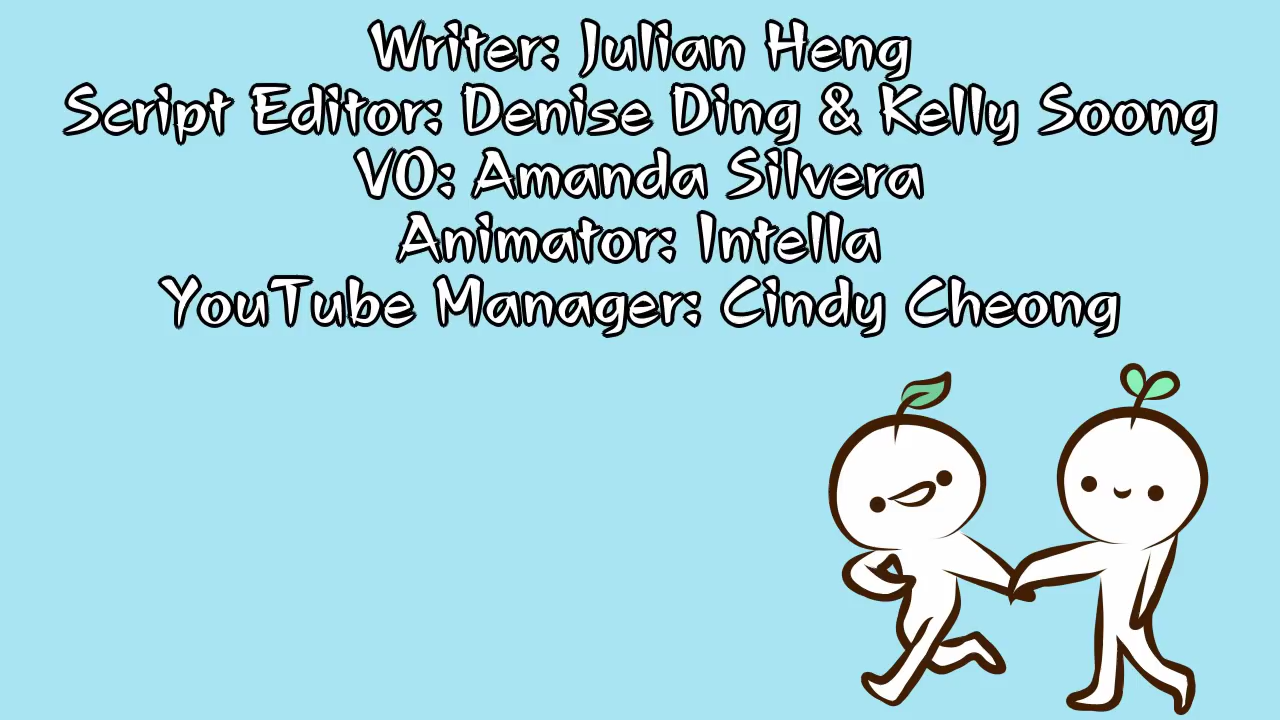 Writer: Julian Heng
Script Editor: Denise Ding & Kelly Soong
VO: Amanda Silvera
Animator: Intella
YouTube Manager: Cindy Cheong